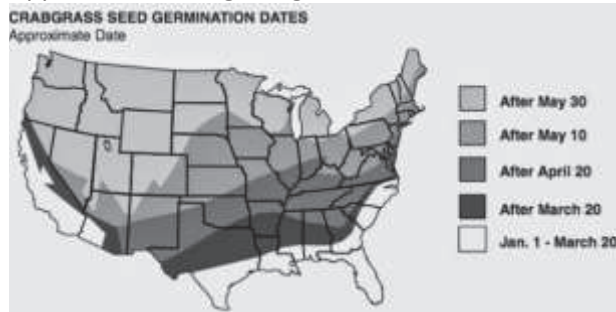 CRABGRASS SEED GERMINATION DATES
Approximate Date
After May 30
After May 10
After April 20
After March 20
Jan. 1 - March 20